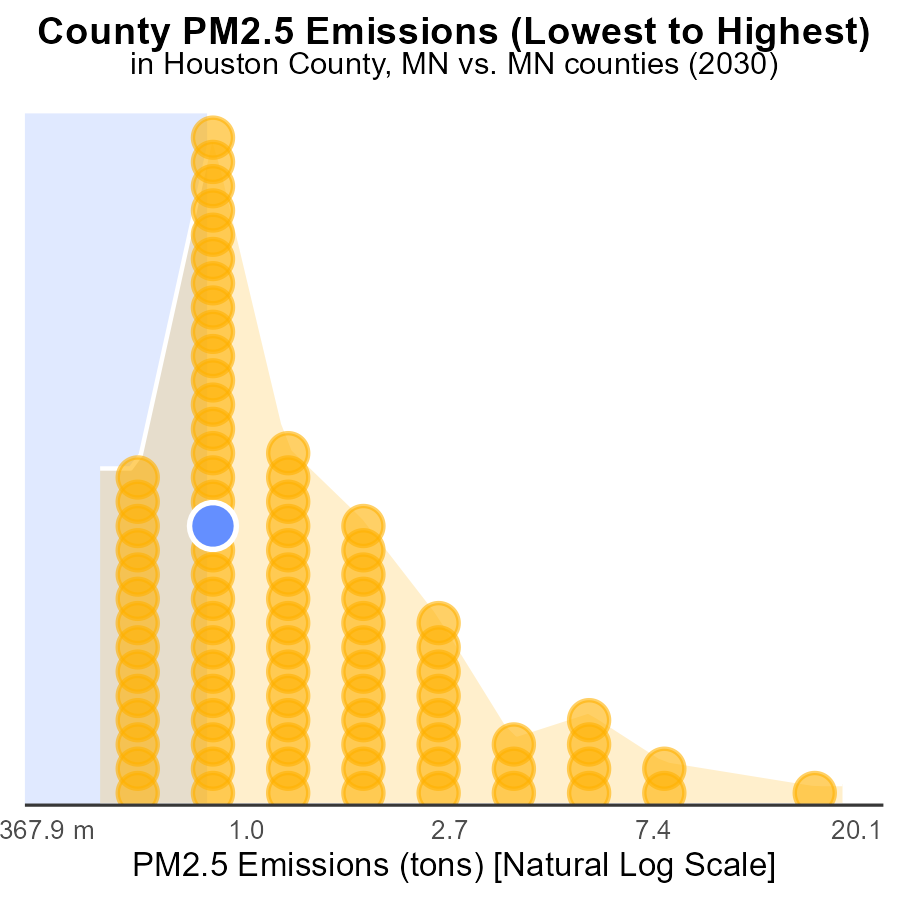 County PM2.5 Emissions (Lowest to Highest)
in Houston County, MN vs. MN counties (2030)
367.9 m 1.0 2.7 7.4 20.1
PM2.5 Emissions (tons) [Natural Log Scale]